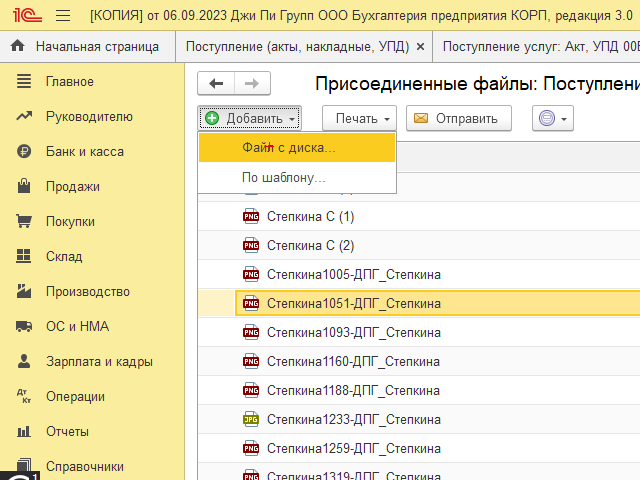 1С [КОПИЯ] от 06.09.2023 Джи Пи Групп ООО Бухгалтерия предприятия КОРП, редакция 3.0
Начальная страница Поступление (акты, накладные, УПД) × Поступление услуг: Акт, УПД
Главное
Руководителю
Банк и касса
Продажи
Покупки
Склад
Производство
ОС и НМА
Зарплата и кадры
Дт Кт Операции
Отчеты
Справочники
Присоединенные файлы:
Добавить Печать Отправить
Файл с диска...
По шаблону...
PNG Степкина С (1)
PNG Степкина С (2)
PNG Степкина1005-ДПГ_Степкина
PNG Степкина1051-ДПГ_Степкина
PNG Степкина1093-ДПГ_Степкина
PNG Степкина1160-ДПГ_Степкина
PNG Степкина1188-ДПГ_Степкина
JPG Степкина1233-ДПГ_Степкина
PNG Степкина1259-ДПГ_Степкина
PNG Степкина1319-ДПГ_Степкина